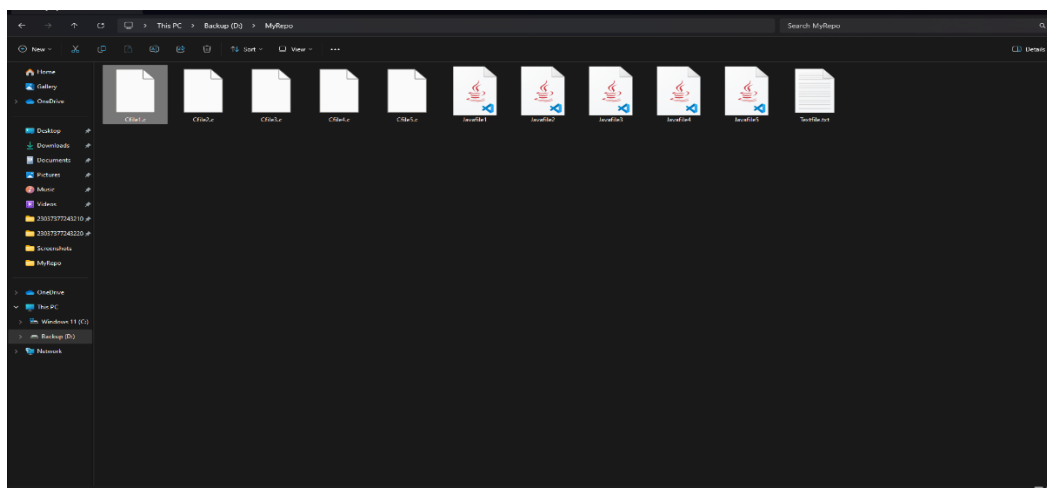 This PC > Backup (D:) > MyRepo
Search MyRepo
New
Sort
View
Details
Home
Gallery
OneDrive
Desktop
Downloads
Documents
Pictures
Music
Videos
23037377243210
23037377243220
Screenshots
MyRepo
OneDrive
This PC
Windows 11 (C:)
Backup (D:)
Network
Cfile1.c Cfile2.c Cfile3.c Cfile4.c Cfile5.c Javafile1 Javafile2 Javafile3 Javafile4 Javafile5 Textfile.txt